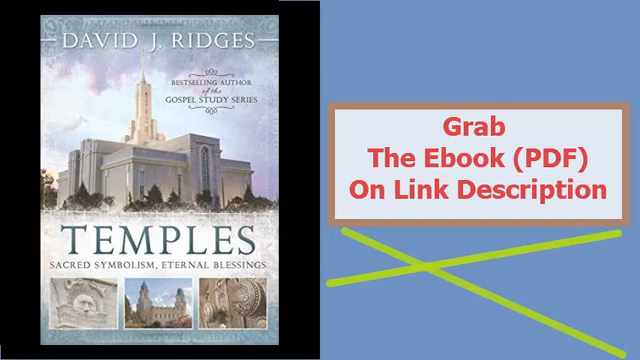 DAVID J. RIDGES
BESTSELLING AUTHOR
of the
GOSPEL STUDY SERIES
TEMPLES
SACRED SYMBOLISM, ETERNAL BLESSINGS
Grab
The Ebook (PDF)
On Link Description